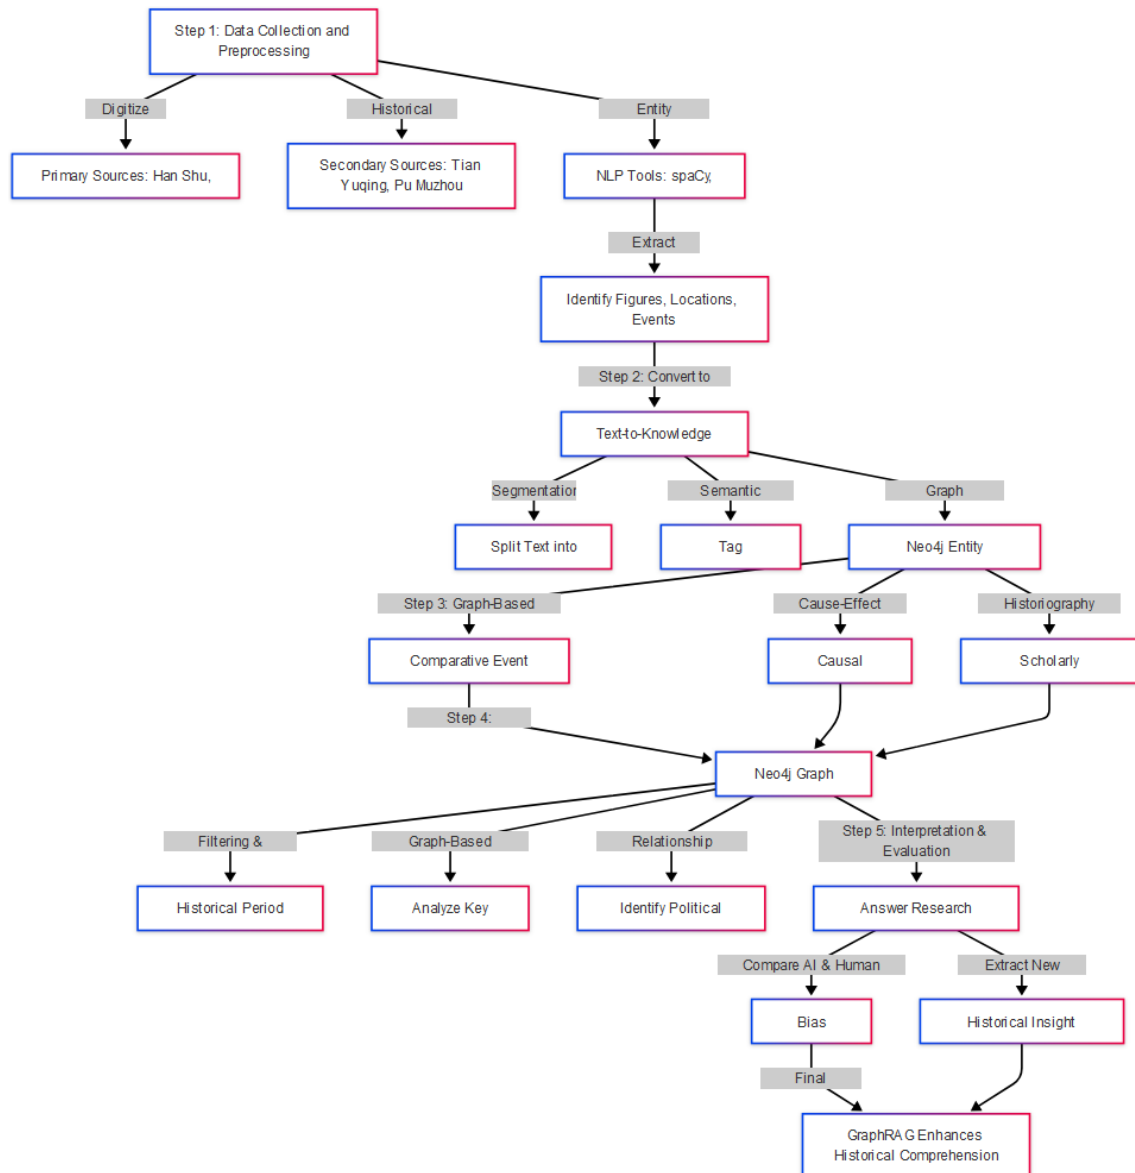 Step 1: Data Collection and
Preprocessing
Digitize
Historical
Entity
Primary Sources: Han Shu,
Secondary Sources: Tian
Yuqing, Pu Muzhou
NLP Tools: spaCy,
Extract
Identify Figures, Locations,
Events
Step 2: Convert to
Text-to-Knowledge
Segmentation
Semantic
Graph
Split Text into
Tag
Neo4j Entity
Step 3: Graph-Based
Cause-Effect
Historiography
Comparative Event
Causal
Scholarly
Step 4:
Neo4j Graph
Filtering &
Graph-Based
Relationship
Step 5: Interpretation &
Evaluation
Historical Period
Analyze Key
Identify Political
Answer Research
Compare AI & Human
Extract New
Bias
Historical Insight
Final
GraphRAG Enhances
Historical Comprehension